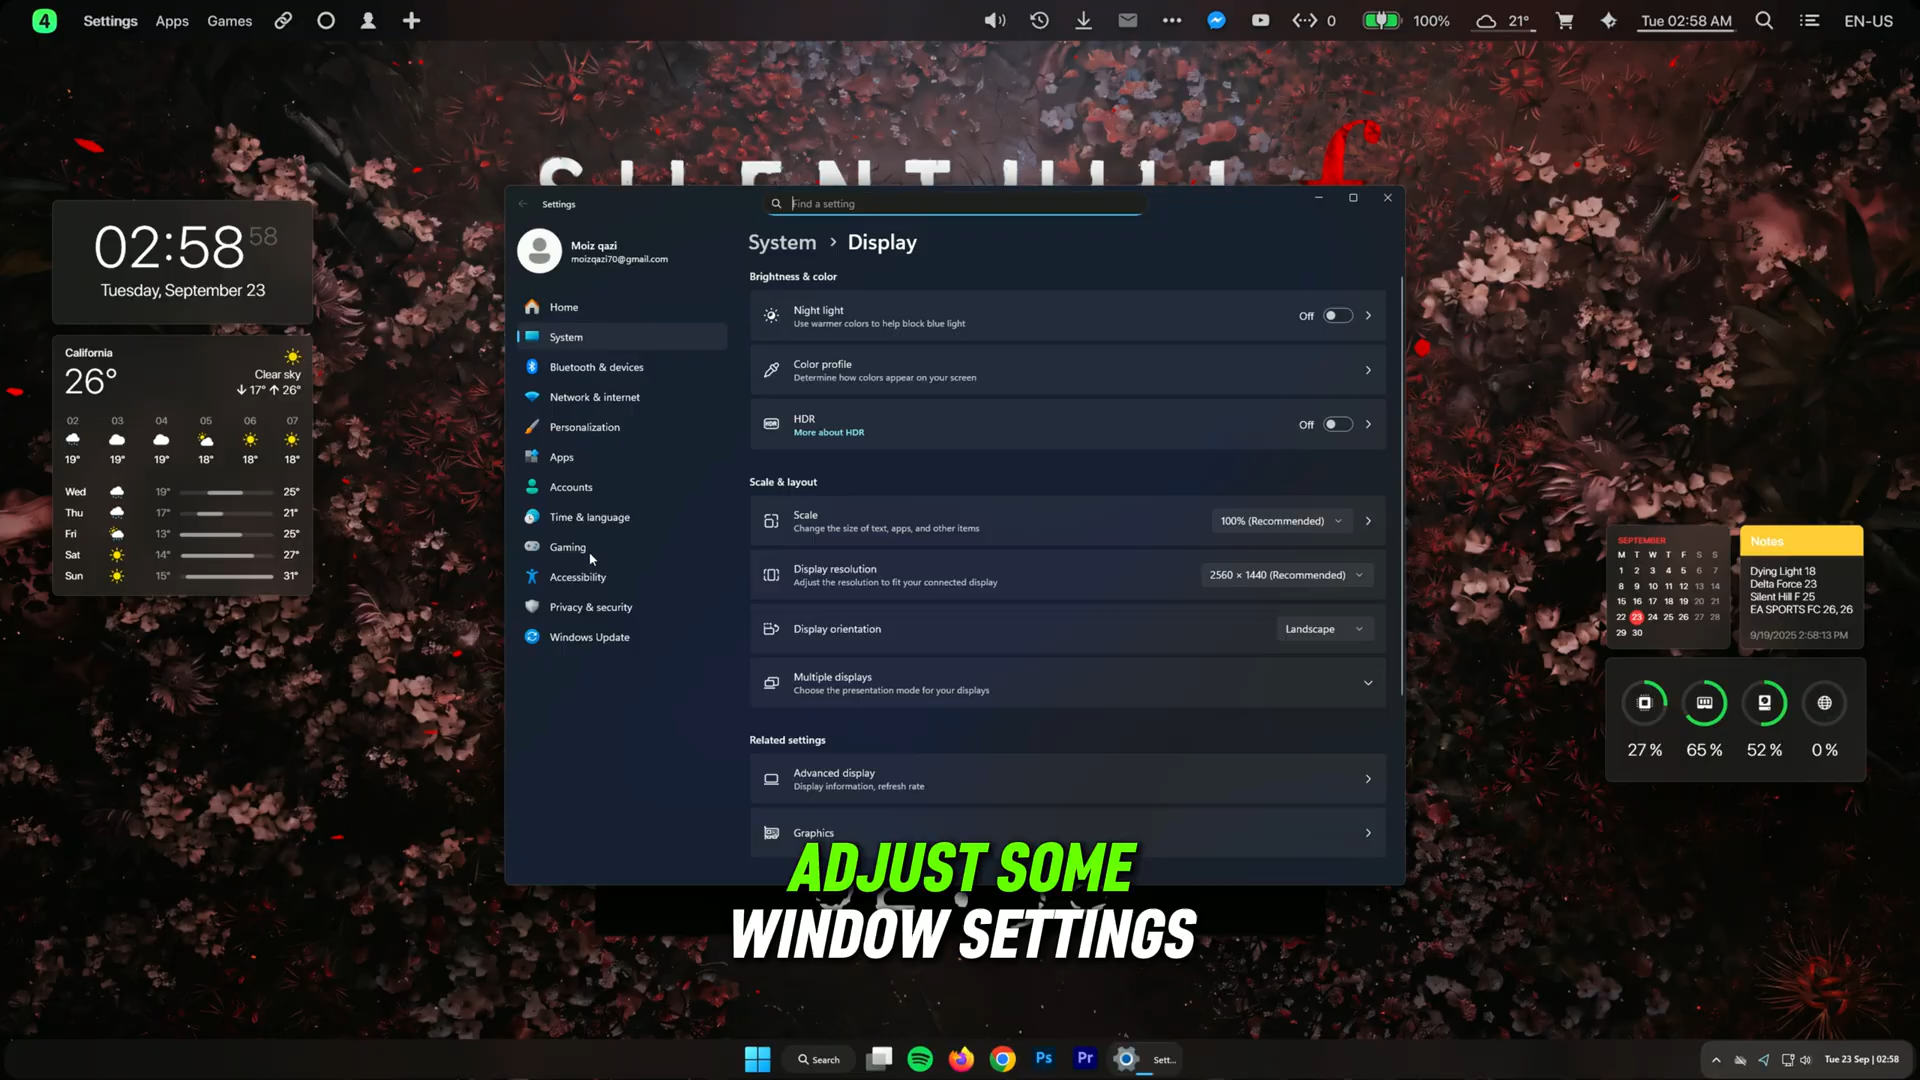 4 Settings Apps Games
0 100% 21° Tue 02:58 AM EN-US
SILENT HILL f
02:58 58
Tuesday, September 23
California
26°
Clear sky
↓ 17° ↑ 26°
02 03 04 05 06 07
19° 19° 19° 18° 18° 18°
Wed 19° 25°
Thu 17° 21°
Fri 13° 25°
Sat 14° 27°
Sun 15° 31°
Settings
Find a setting
Moiz qazi
moizqazi70@gmail.com
Home
System
Bluetooth & devices
Network & internet
Personalization
Apps
Accounts
Time & language
Gaming
Accessibility
Privacy & security
Windows Update
System > Display
Brightness & color
Night light
Use warmer colors to help block blue light
Off
Color profile
Determine how colors appear on your screen
HDR
HDR
More about HDR
Off
Scale & layout
Scale
Change the size of text, apps, and other items
100% (Recommended)
Display resolution
Adjust the resolution to fit your connected display
2560 × 1440 (Recommended)
Display orientation
Landscape
Multiple displays
Choose the presentation mode for your displays
Related settings
Advanced display
Display information, refresh rate
Graphics
ADJUST SOME
WINDOW SETTINGS
SEPTEMBER
M T W T F S S
1 2 3 4 5 6 7
8 9 10 11 12 13 14
15 16 17 18 19 20 21
22 23 24 25 26 27 28
29 30
Notes
Dying Light 18
Delta Force 23
Silent Hill F 25
EA SPORTS FC 26, 26
9/19/2025 2:58:13 PM
27% 65% 52% 0%
Search
Ps
Pr
Sett...
Tue 23 Sep | 02:58